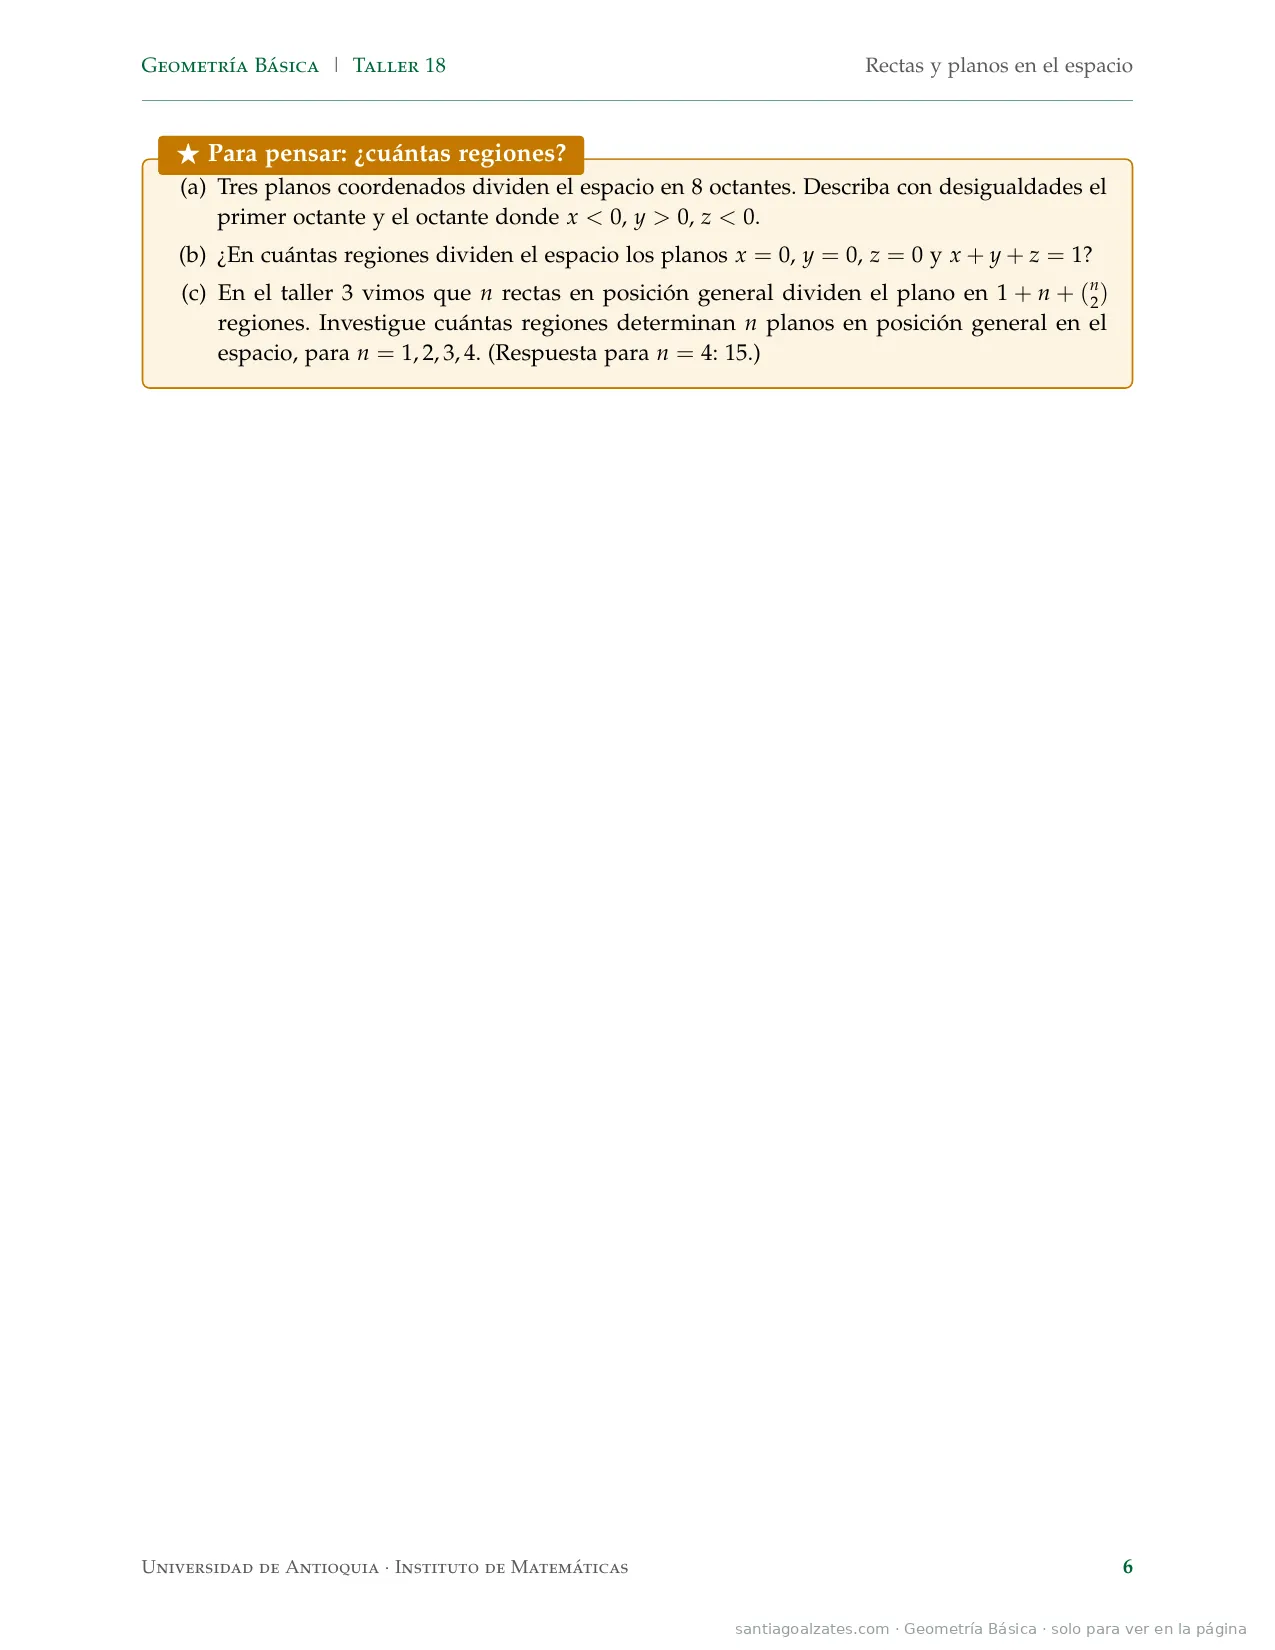 Geometría Básica | Taller 18
Rectas y planos en el espacio
★ Para pensar: ¿cuántas regiones?
(a) Tres planos coordenados dividen el espacio en 8 octantes. Describa con desigualdades el
primer octante y el octante donde x < 0, y > 0, z < 0.
(b) ¿En cuántas regiones dividen el espacio los planos x = 0, y = 0, z = 0 y x + y + z = 1?
(c) En el taller 3 vimos que n rectas en posición general dividen el plano en 1 + n + (n 2)
regiones. Investigue cuántas regiones determinan n planos en posición general en el
espacio, para n = 1, 2, 3, 4. (Respuesta para n = 4: 15.)
Universidad de Antioquia · Instituto de Matemáticas
6
santiagoalzates.com · Geometría Básica · solo para ver en la página